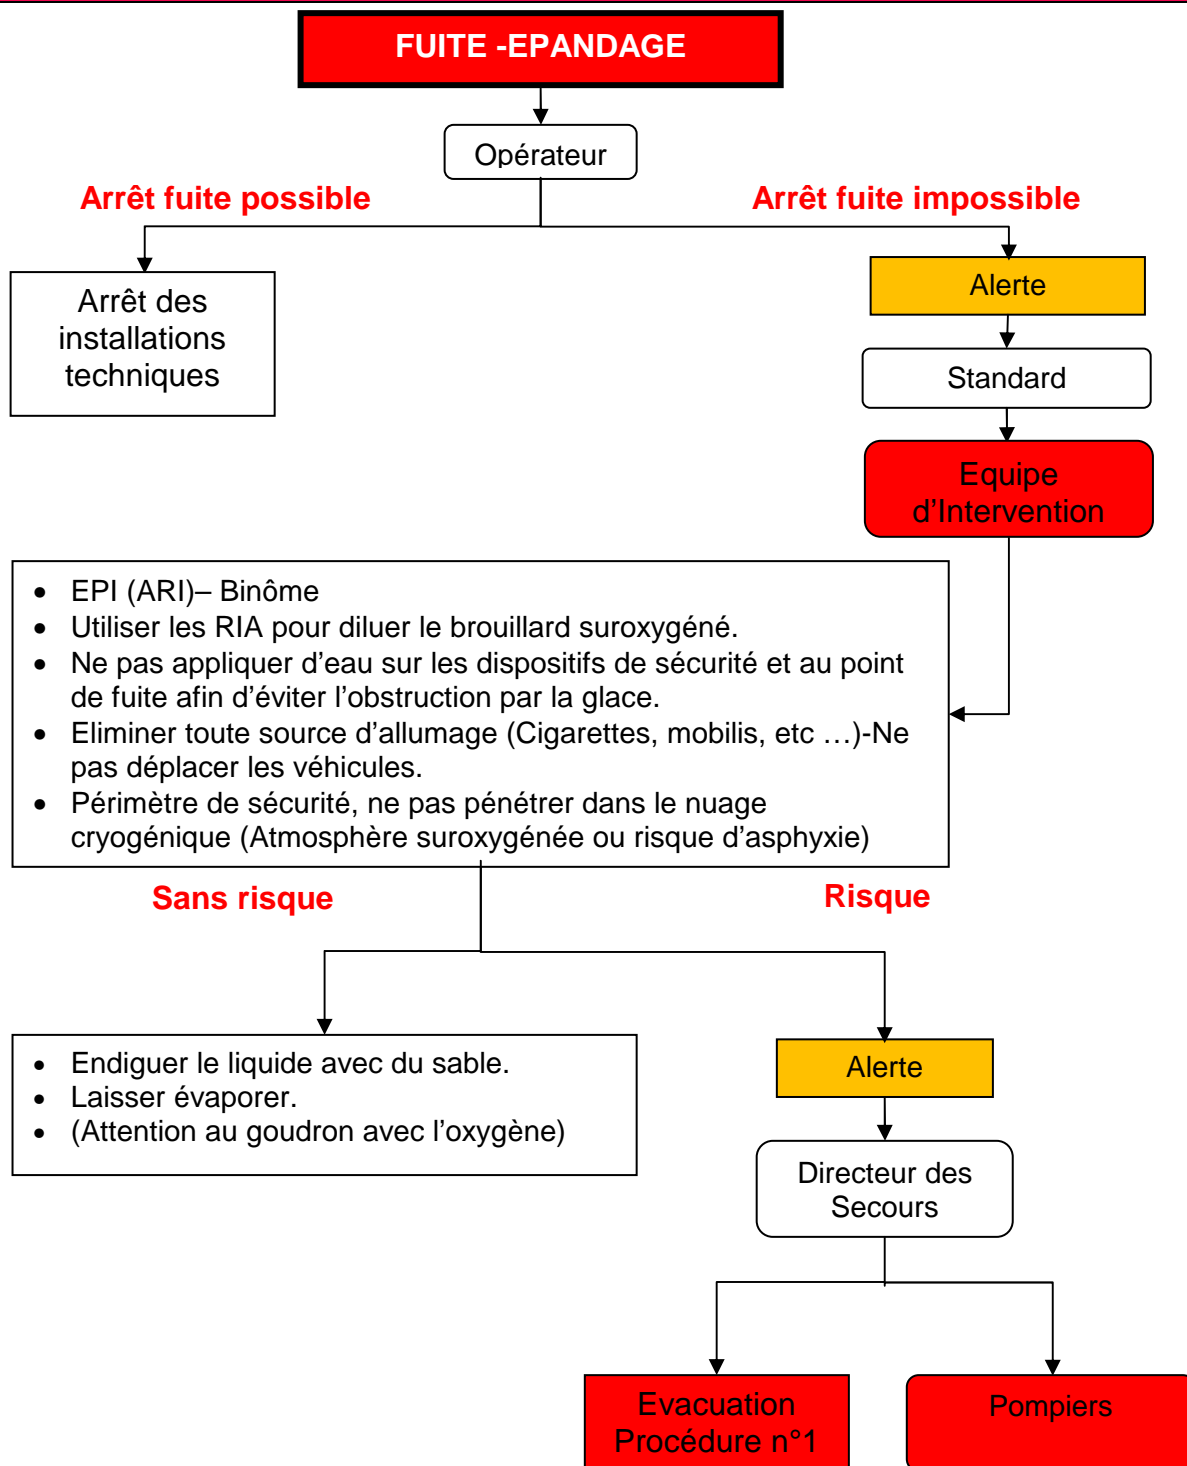 FUITE -EPANDAGE
Opérateur
Arrêt fuite possible
Arrêt fuite impossible
Arrêt des
installations
techniques
Alerte
Standard
Equipe
d’Intervention
• EPI (ARI)– Binôme
• Utiliser les RIA pour diluer le brouillard suroxygéné.
• Ne pas appliquer d’eau sur les dispositifs de sécurité et au point
de fuite afin d’éviter l’obstruction par la glace.
• Eliminer toute source d’allumage (Cigarettes, mobilis, etc …)-Ne
pas déplacer les véhicules.
• Périmètre de sécurité, ne pas pénétrer dans le nuage
cryogénique (Atmosphère suroxygénée ou risque d’asphyxie)
Sans risque
Risque
• Endiguer le liquide avec du sable.
• Laisser évaporer.
• (Attention au goudron avec l’oxygène)
Alerte
Directeur des
Secours
Evacuation
Procédure n°1
Pompiers